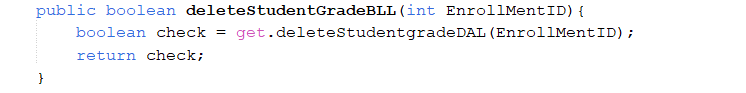 public boolean deleteStudentGradeBLL(int EnrollMentID){
    boolean check = get.deleteStudentgradeDAL(EnrollMentID);
    return check;
}